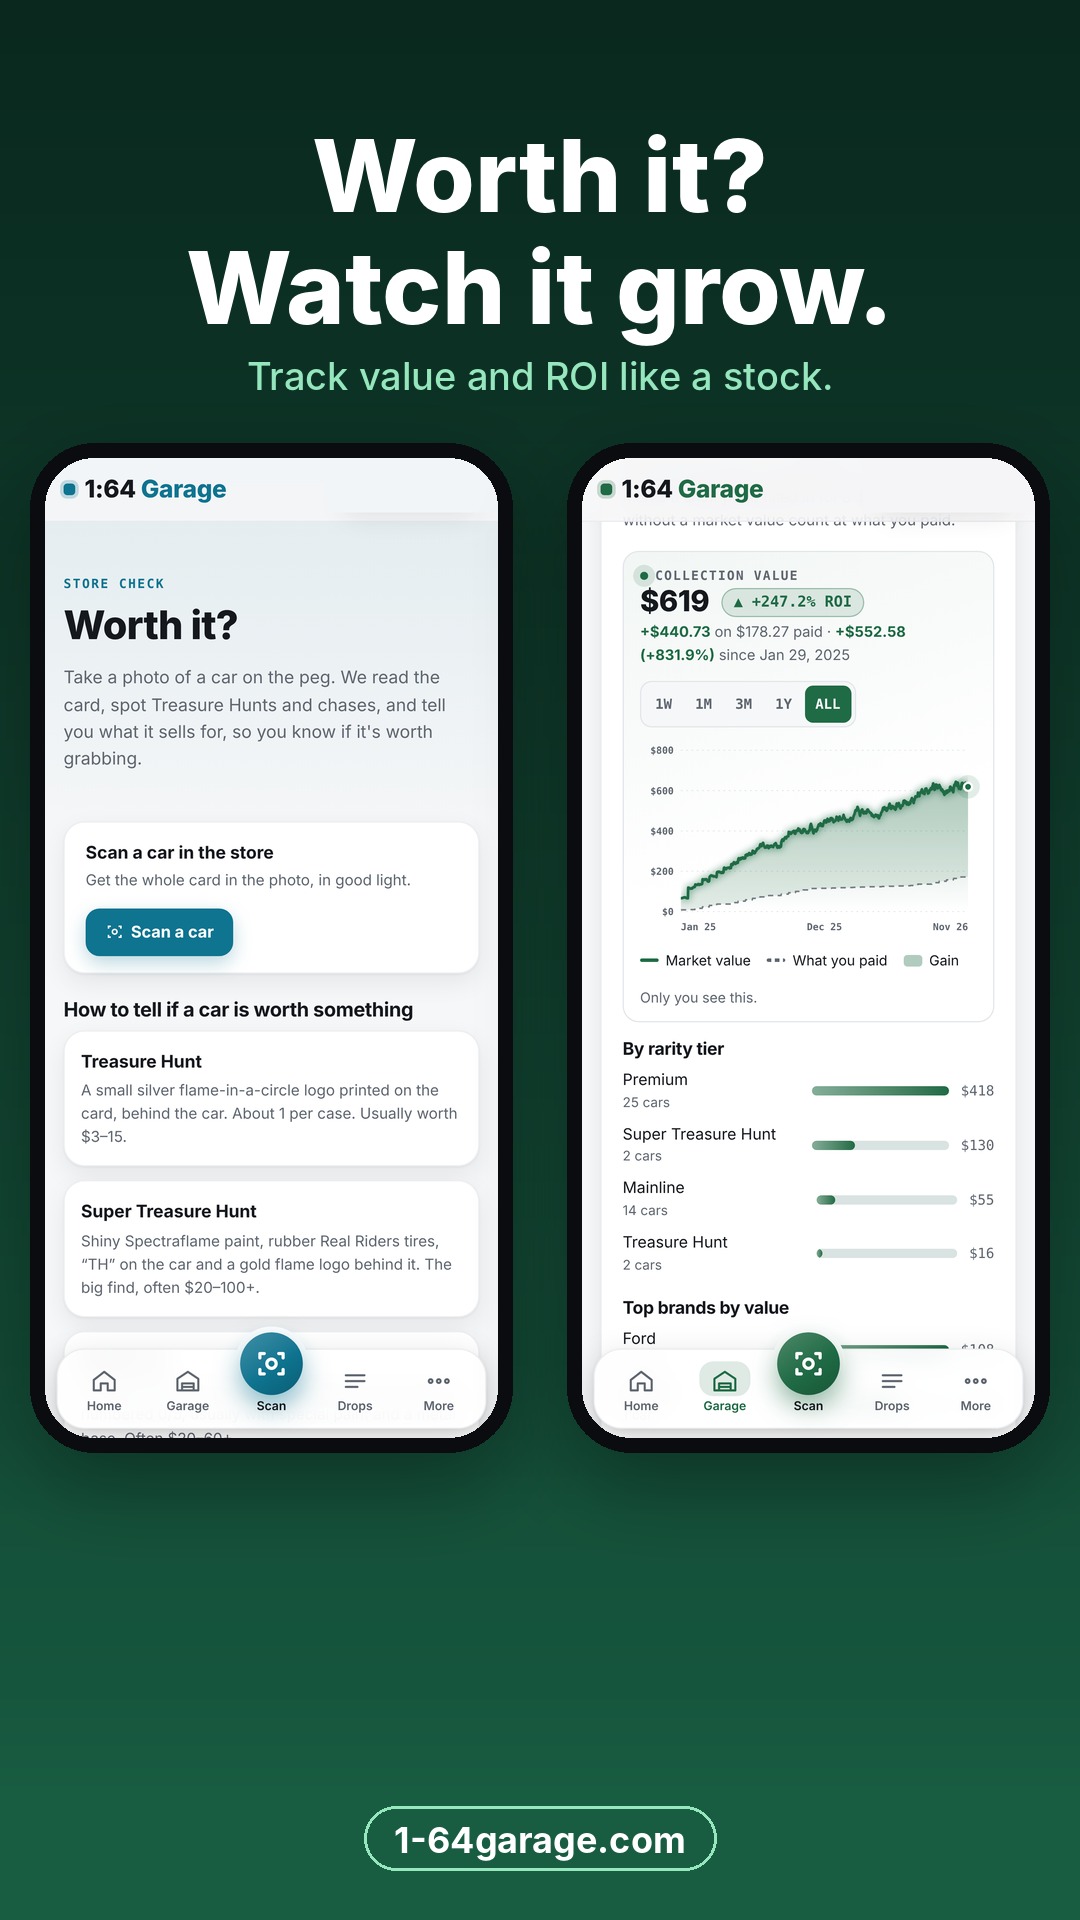 Worth it?
Watch it grow.
Track value and ROI like a stock.
1:64 Garage
STORE CHECK
Worth it?
Take a photo of a car on the peg. We read the
card, spot Treasure Hunts and chases, and tell
you what it sells for, so you know if it's worth
grabbing.
Scan a car in the store
Get the whole card in the photo, in good light.
Scan a car
How to tell if a car is worth something
Treasure Hunt
A small silver flame-in-a-circle logo printed on the
card, behind the car. About 1 per case. Usually worth
$3–15.
Super Treasure Hunt
Shiny Spectraflame paint, rubber Real Riders tires,
“TH” on the car and a gold flame logo behind it. The
big find, often $20–100+.
Home Garage Scan Drops More
1:64 Garage
without a market value count at what you paid.
COLLECTION VALUE
$619 ▲ +247.2% ROI
+$440.73 on $178.27 paid · +$552.58
(+831.9%) since Jan 29, 2025
1W 1M 3M 1Y ALL
$800
$600
$400
$200
$0
Jan 25 Dec 25 Nov 26
Market value What you paid Gain
Only you see this.
By rarity tier
Premium
25 cars
$418
Super Treasure Hunt
2 cars
$130
Mainline
14 cars
$55
Treasure Hunt
2 cars
$16
Top brands by value
Ford
Home Garage Scan Drops More
1-64garage.com